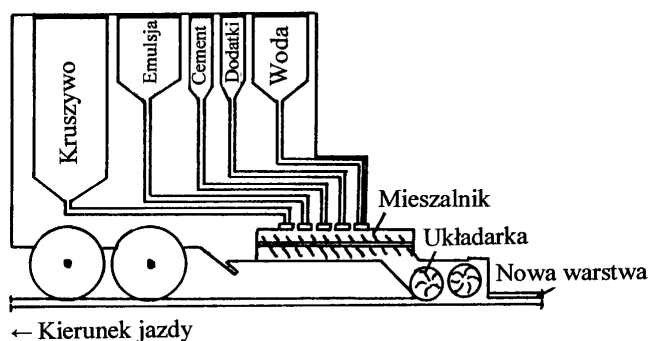 Kruszywo
Emulsja
Cement
Dodatki
Woda
Mieszalnik
Układarka
Nowa warstwa
← Kierunek jazdy